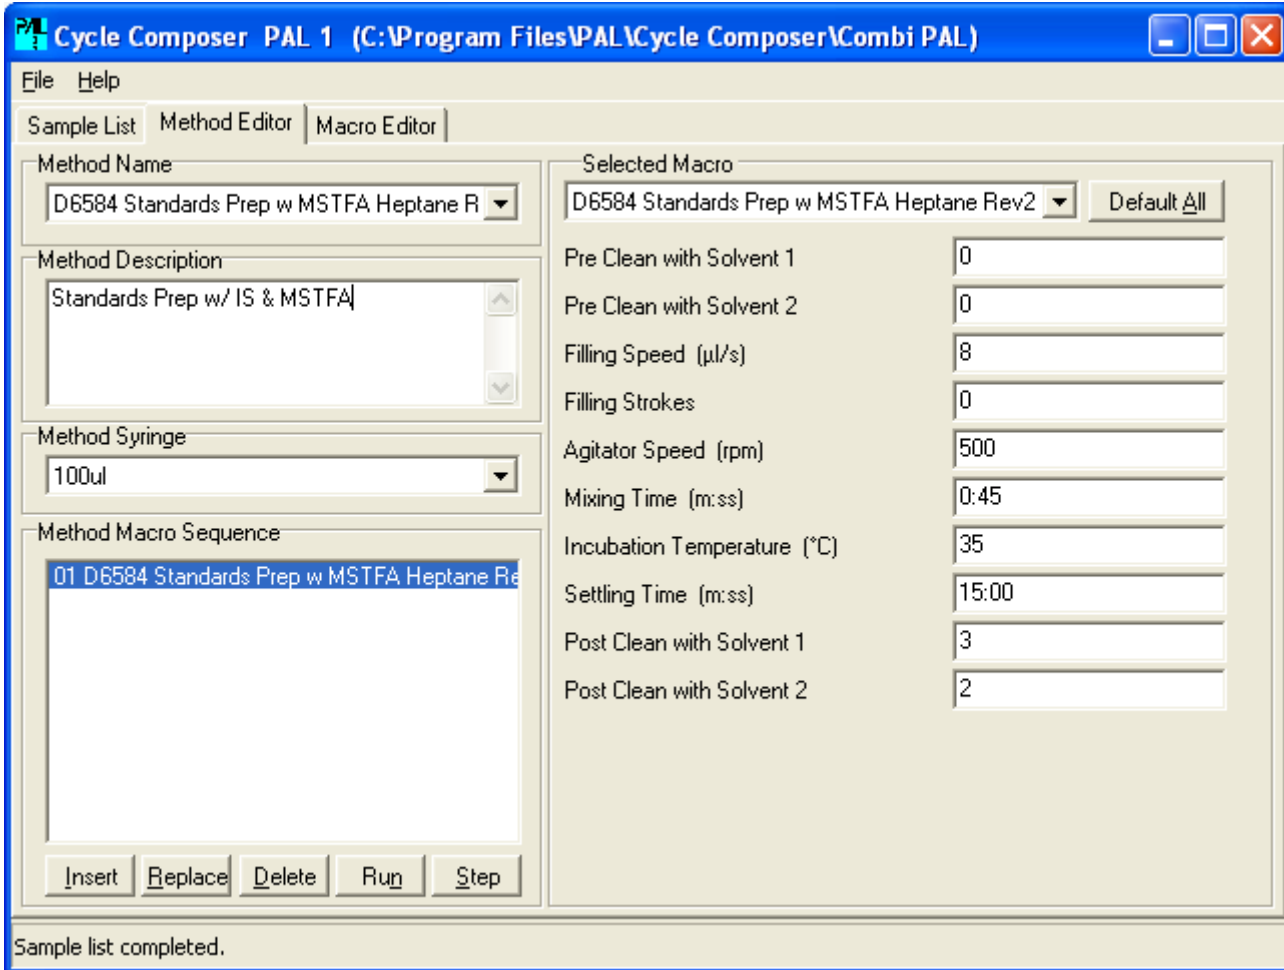 PAL Cycle Composer PAL 1 (C:\Program Files\PAL\Cycle Composer\Combi PAL)
File Help
Sample List Method Editor Macro Editor
Method Name
D6584 Standards Prep w MSTFA Heptane R
Method Description
Standards Prep w/ IS & MSTFA
Method Syringe
100ul
Method Macro Sequence
01 D6584 Standards Prep w MSTFA Heptane Re
Insert Replace Delete Run Step
Selected Macro
D6584 Standards Prep w MSTFA Heptane Rev2 Default All
Pre Clean with Solvent 1 0
Pre Clean with Solvent 2 0
Filling Speed (µl/s) 8
Filling Strokes 0
Agitator Speed (rpm) 500
Mixing Time (m:ss) 0:45
Incubation Temperature (°C) 35
Settling Time (m:ss) 15:00
Post Clean with Solvent 1 3
Post Clean with Solvent 2 2
Sample list completed.